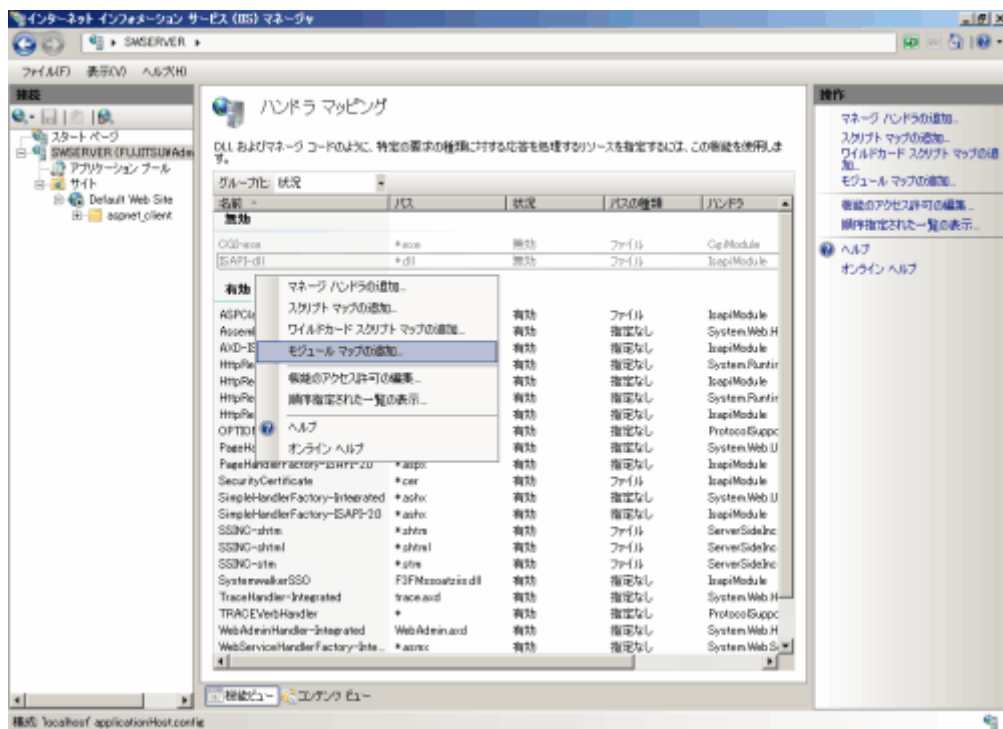 インターネット インフォメーション サービス (IIS) マネージャ
SWSERVER
ファイル(F) 表示(V) ヘルプ(H)
接続
スタート ページ
SWSERVER (FUJITSU¥Adm
アプリケーション プール
サイト
Default Web Site
aspnet_client
ハンドラ マッピング
DLL およびマネージ コードのように、特定の要求の種類に対する応答を処理するリソースを指定するには、この機能を使用しま
す。
グループ化: 状況
名前 パス 状況 パスの種類 ハンドラ
無効
CGI-exe *.exe 無効 ファイル CgiModule
ISAPI-dll *.dll 無効 ファイル IsapiModule
有効
マネージ ハンドラの追加...
スクリプト マップの追加...
ワイルドカード スクリプト マップの追加...
モジュール マップの追加...
機能のアクセス許可の編集...
順序指定された一覧の表示...
ヘルプ
オンライン ヘルプ
ASPCla 有効 ファイル IsapiModule
Assembl 有効 指定なし System.Web.H
AXD-IS 有効 指定なし IsapiModule
HttpRe 有効 指定なし System.Runtir
HttpRe 有効 指定なし IsapiModule
HttpRe 有効 指定なし System.Runtir
HttpRe 有効 指定なし IsapiModule
OPTION 有効 指定なし ProtocolSuppc
PageHa 有効 指定なし System.Web.U
PageHandlerFactory-ISAPI-2.0 *.aspx 有効 指定なし IsapiModule
SecurityCertificate *.cer 有効 ファイル IsapiModule
SimpleHandlerFactory-Integrated *.ashx 有効 指定なし System.Web.U
SimpleHandlerFactory-ISAPI-2.0 *.ashx 有効 指定なし IsapiModule
SSINC-shtm *.shtm 有効 ファイル ServerSideInc
SSINC-shtml *.shtml 有効 ファイル ServerSideInc
SSINC-stm *.stm 有効 ファイル ServerSideInc
SystemwalkerSSO F3FMssoatziis.dll 有効 指定なし IsapiModule
TraceHandler-Integrated trace.axd 有効 指定なし System.Web.H
TRACEVerbHandler * 有効 指定なし ProtocolSuppc
WebAdminHandler-Integrated WebAdmin.axd 有効 指定なし System.Web.H
WebServiceHandlerFactory-Inte... *.asmx 有効 指定なし System.Web.S
機能ビュー コンテンツ ビュー
操作
マネージ ハンドラの追加...
スクリプト マップの追加...
ワイルドカード スクリプト マップの追
加...
モジュール マップの追加...
機能のアクセス許可の編集...
順序指定された一覧の表示...
ヘルプ
オンライン ヘルプ
構成: 'localhost' applicationHost.config